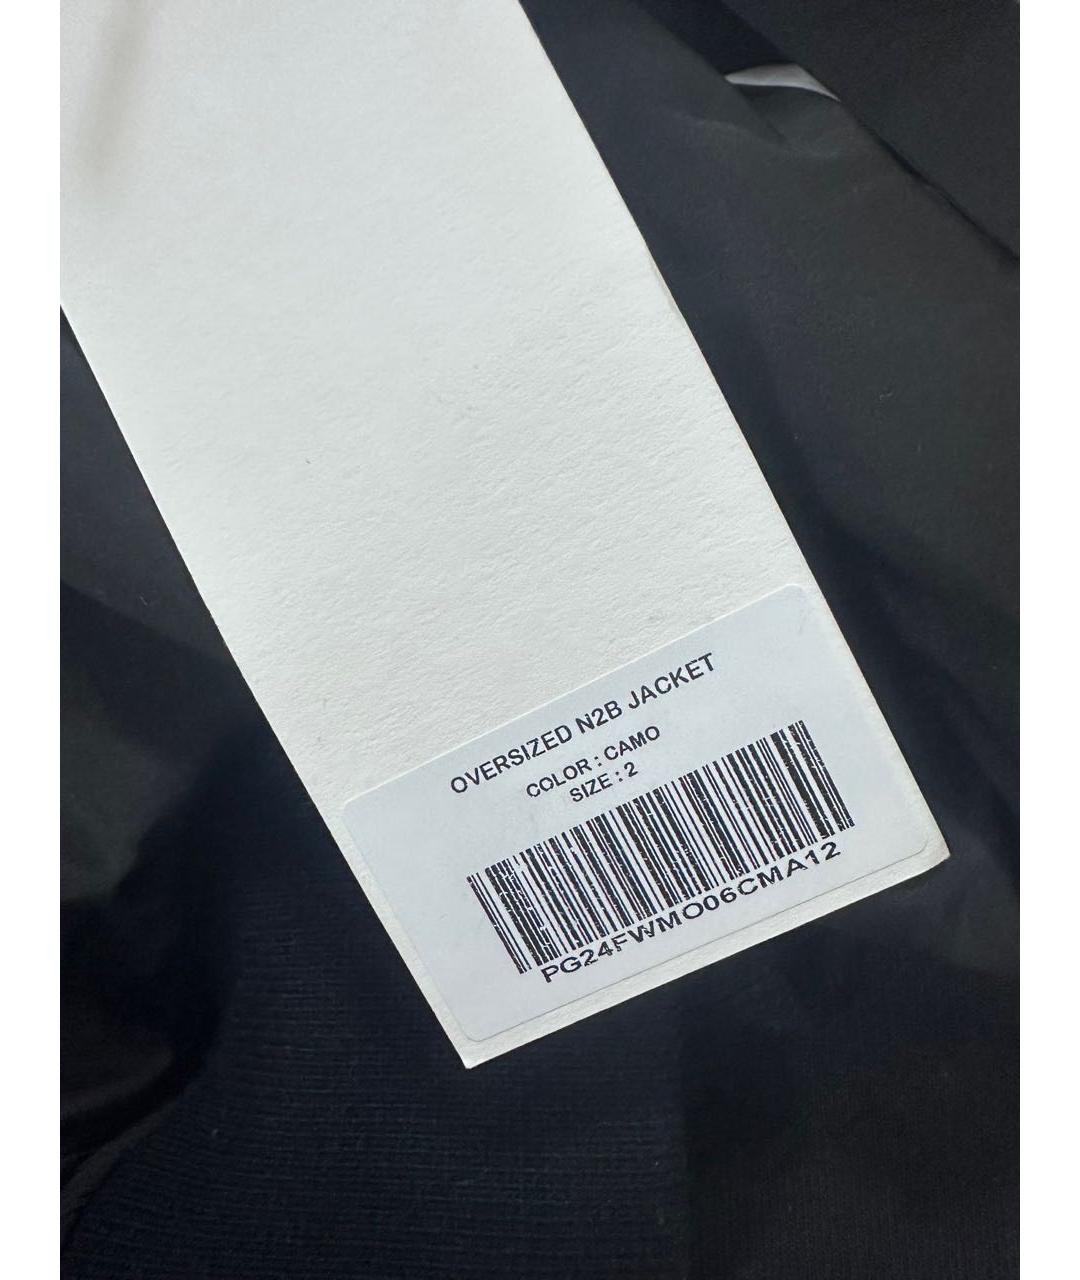 OVERSIZED N2B JACKET
COLOR : CAMO
SIZE : 2
PG24FWMO06CMA12